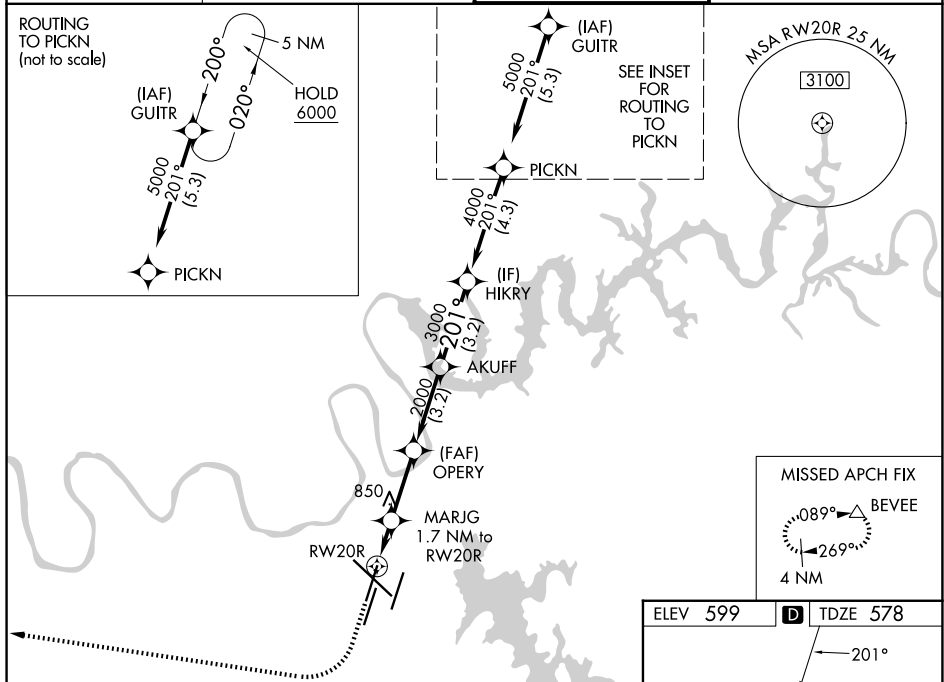 ROUTING
TO PICKN
(not to scale)
5 NM
200°
020°
HOLD
6000
(IAF)
GUITR
5000
201°
(5.3)
PICKN
(IAF)
GUITR
5000
201°
(5.3)
SEE INSET
FOR
ROUTING
TO
PICKN
PICKN
4000
201°
(4.3)
(IF)
HIKRY
3000
201°
(3.2)
AKUFF
2000
(3.2)
(FAF)
OPERY
850
MARJG
1.7 NM to
RW20R
RW20R
MSA RW20R 25 NM
3100
MISSED APCH FIX
BEVEE
089°
269°
4 NM
ELEV 599 D TDZE 578
201°